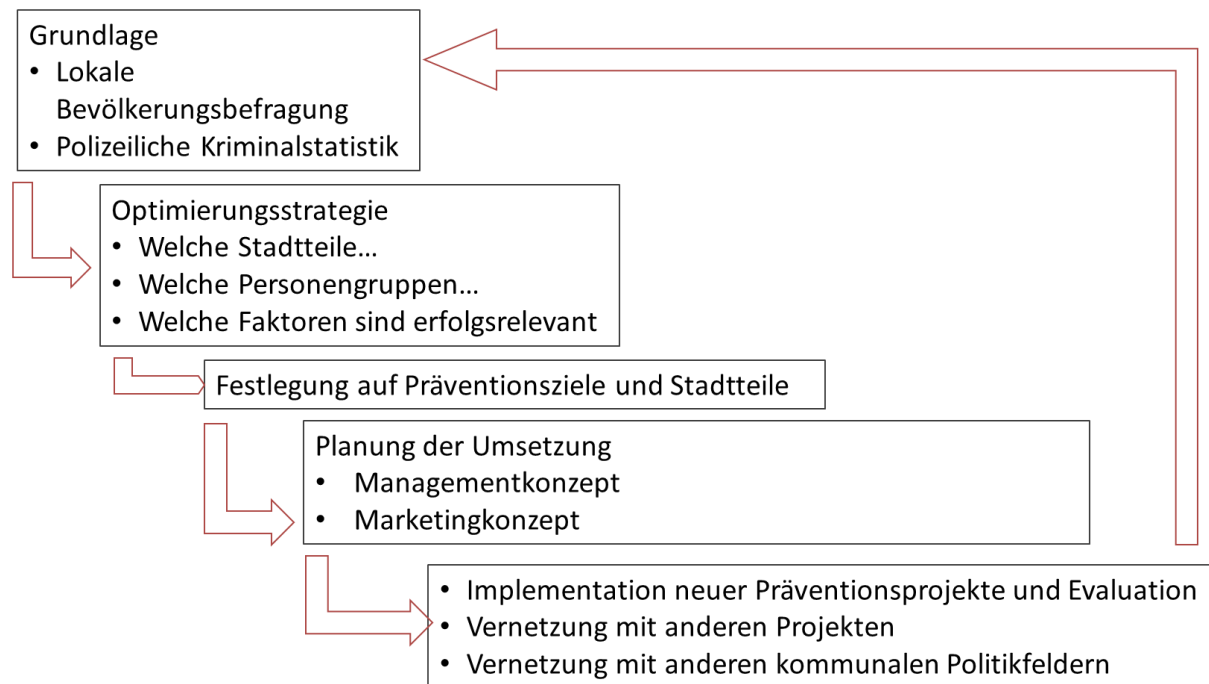 Grundlage
• Lokale
Bevölkerungsbefragung
• Polizeiliche Kriminalstatistik
Optimierungsstrategie
• Welche Stadtteile...
• Welche Personengruppen...
• Welche Faktoren sind erfolgsrelevant
Festlegung auf Präventionsziele und Stadtteile
Planung der Umsetzung
• Managementkonzept
• Marketingkonzept
• Implementation neuer Präventionsprojekte und Evaluation
• Vernetzung mit anderen Projekten
• Vernetzung mit anderen kommunalen Politikfeldern